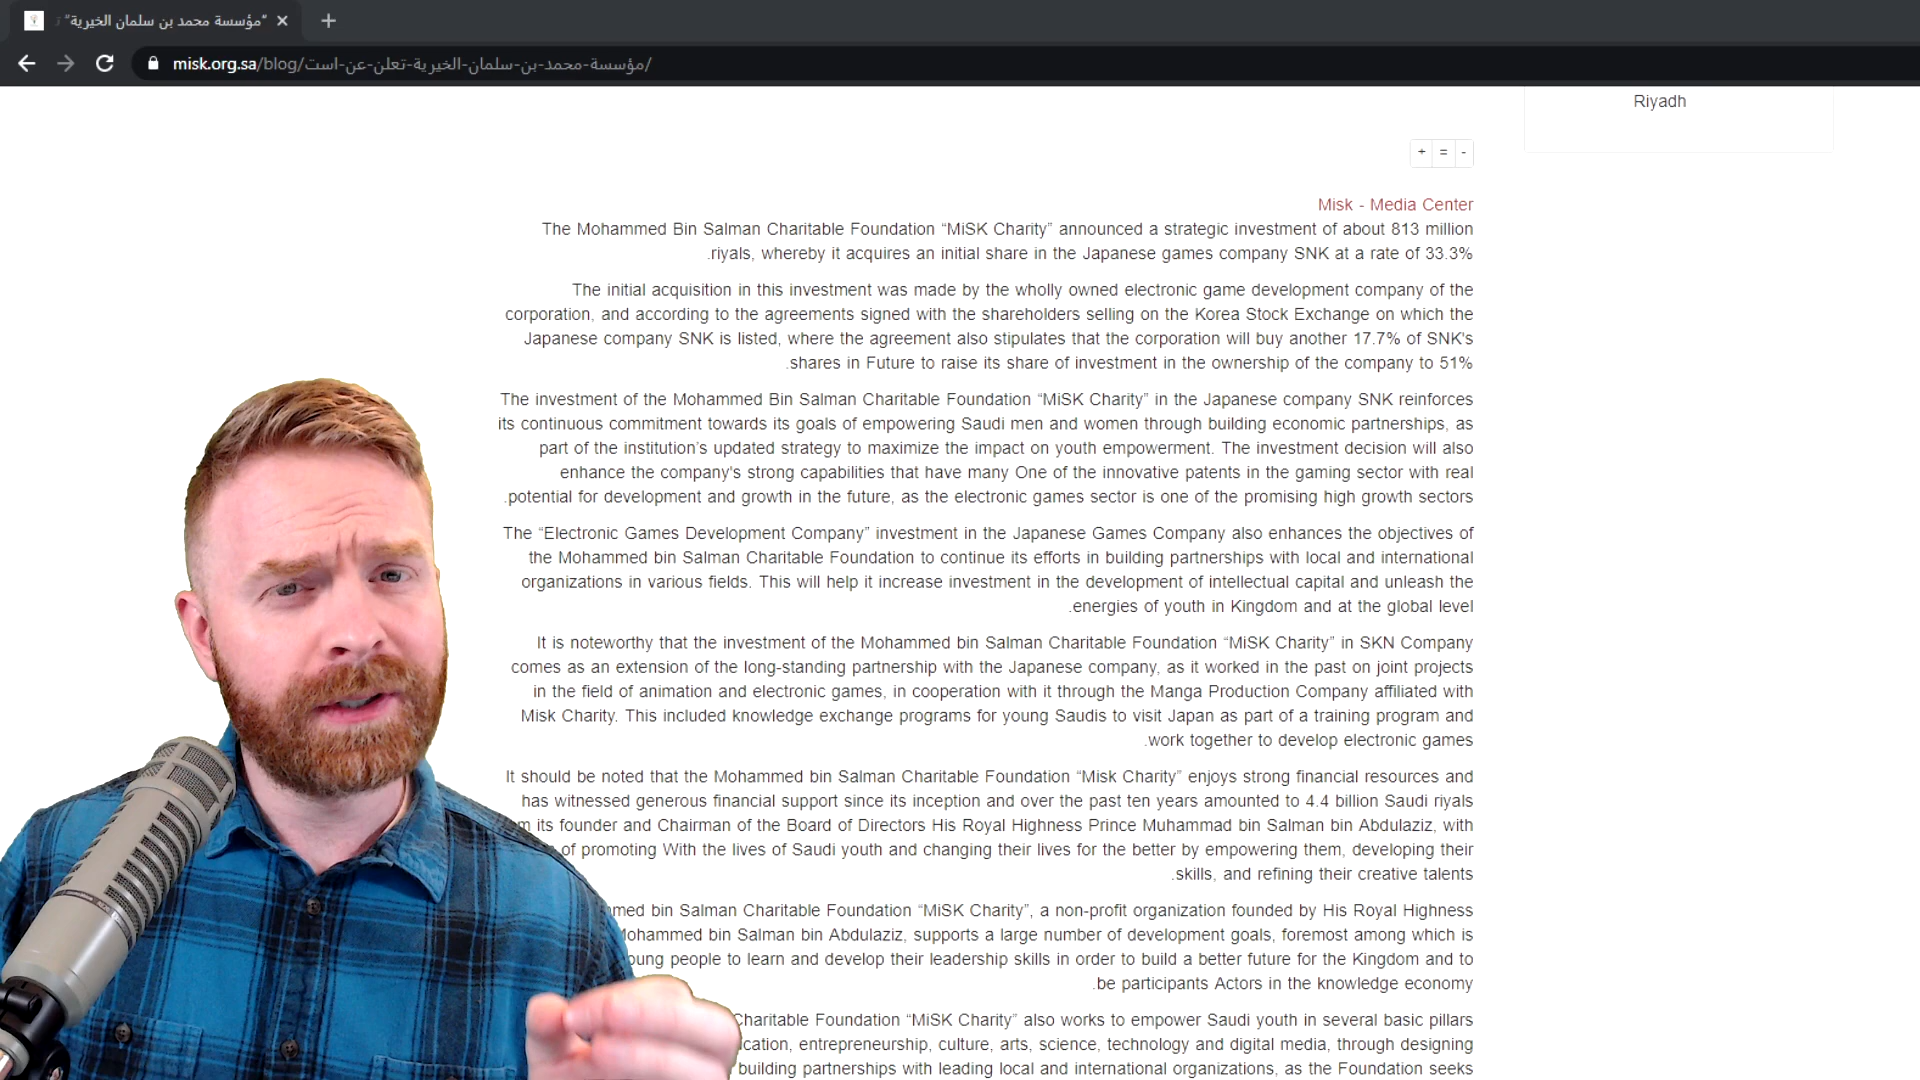 "مؤسسة محمد بن سلمان الخيرية"
misk.org.sa/blog/مؤسسة-محمد-بن-سلمان-الخيرية-تعلن-عن-است/
Riyadh
+ = -
Misk - Media Center
The Mohammed Bin Salman Charitable Foundation “MiSK Charity” announced a strategic investment of about 813 million
.riyals, whereby it acquires an initial share in the Japanese games company SNK at a rate of 33.3%
The initial acquisition in this investment was made by the wholly owned electronic game development company of the
corporation, and according to the agreements signed with the shareholders selling on the Korea Stock Exchange on which the
Japanese company SNK is listed, where the agreement also stipulates that the corporation will buy another 17.7% of SNK's
.shares in Future to raise its share of investment in the ownership of the company to 51%
The investment of the Mohammed Bin Salman Charitable Foundation “MiSK Charity” in the Japanese company SNK reinforces
its continuous commitment towards its goals of empowering Saudi men and women through building economic partnerships, as
part of the institution’s updated strategy to maximize the impact on youth empowerment. The investment decision will also
enhance the company's strong capabilities that have many One of the innovative patents in the gaming sector with real
.potential for development and growth in the future, as the electronic games sector is one of the promising high growth sectors
The “Electronic Games Development Company” investment in the Japanese Games Company also enhances the objectives of
the Mohammed bin Salman Charitable Foundation to continue its efforts in building partnerships with local and international
organizations in various fields. This will help it increase investment in the development of intellectual capital and unleash the
.energies of youth in Kingdom and at the global level
It is noteworthy that the investment of the Mohammed bin Salman Charitable Foundation “MiSK Charity” in SKN Company
comes as an extension of the long-standing partnership with the Japanese company, as it worked in the past on joint projects
in the field of animation and electronic games, in cooperation with it through the Manga Production Company affiliated with
Misk Charity. This included knowledge exchange programs for young Saudis to visit Japan as part of a training program and
.work together to develop electronic games
It should be noted that the Mohammed bin Salman Charitable Foundation “Misk Charity” enjoys strong financial resources and
has witnessed generous financial support since its inception and over the past ten years amounted to 4.4 billion Saudi riyals
its founder and Chairman of the Board of Directors His Royal Highness Prince Muhammad bin Salman bin Abdulaziz, with
of promoting With the lives of Saudi youth and changing their lives for the better by empowering them, developing their
.skills, and refining their creative talents
bin Salman Charitable Foundation “MiSK Charity”, a non-profit organization founded by His Royal Highness
Mohammed bin Salman bin Abdulaziz, supports a large number of development goals, foremost among which is
people to learn and develop their leadership skills in order to build a better future for the Kingdom and to
.be participants Actors in the knowledge economy
Charitable Foundation “MiSK Charity” also works to empower Saudi youth in several basic pillars
entrepreneurship, culture, arts, science, technology and digital media, through designing
building partnerships with leading local and international organizations, as the Foundation seeks